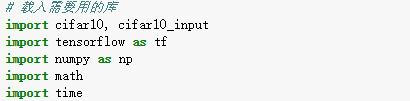 # 载入需要用的库
import cifar10, cifar10_input
import tensorflow as tf
import numpy as np
import math
import time